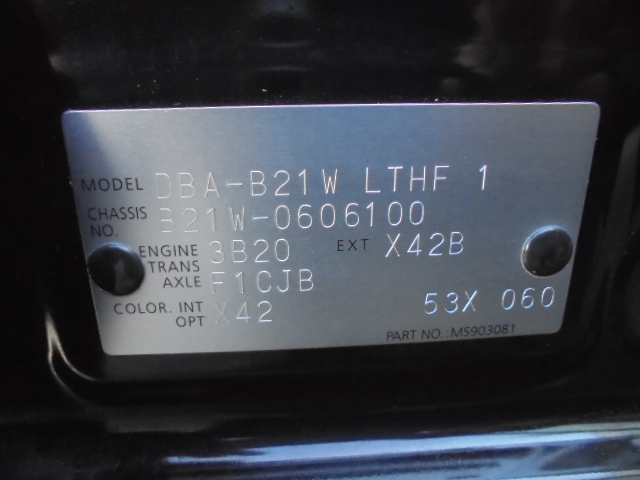 MODEL DBA-B21W LTHF 1
CHASSIS NO. B21W-0606100
ENGINE 3B20 EXT X42B
TRANS AXLE F1CJB
COLOR. INT OPT X42 53X 060
PART NO.: MS903081